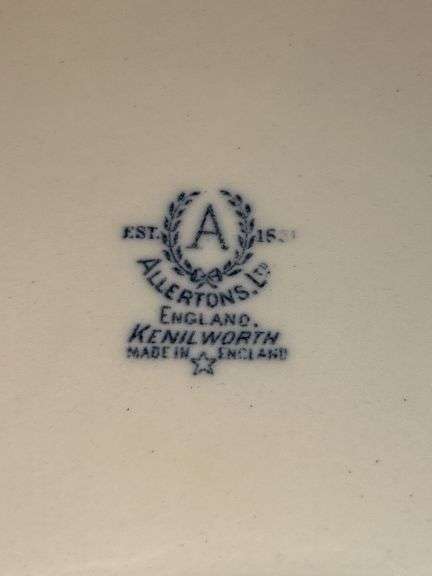 A
EST. 
ALLERTONS. LTD
ENGLAND.
KENILWORTH
MADE IN ENGLAND